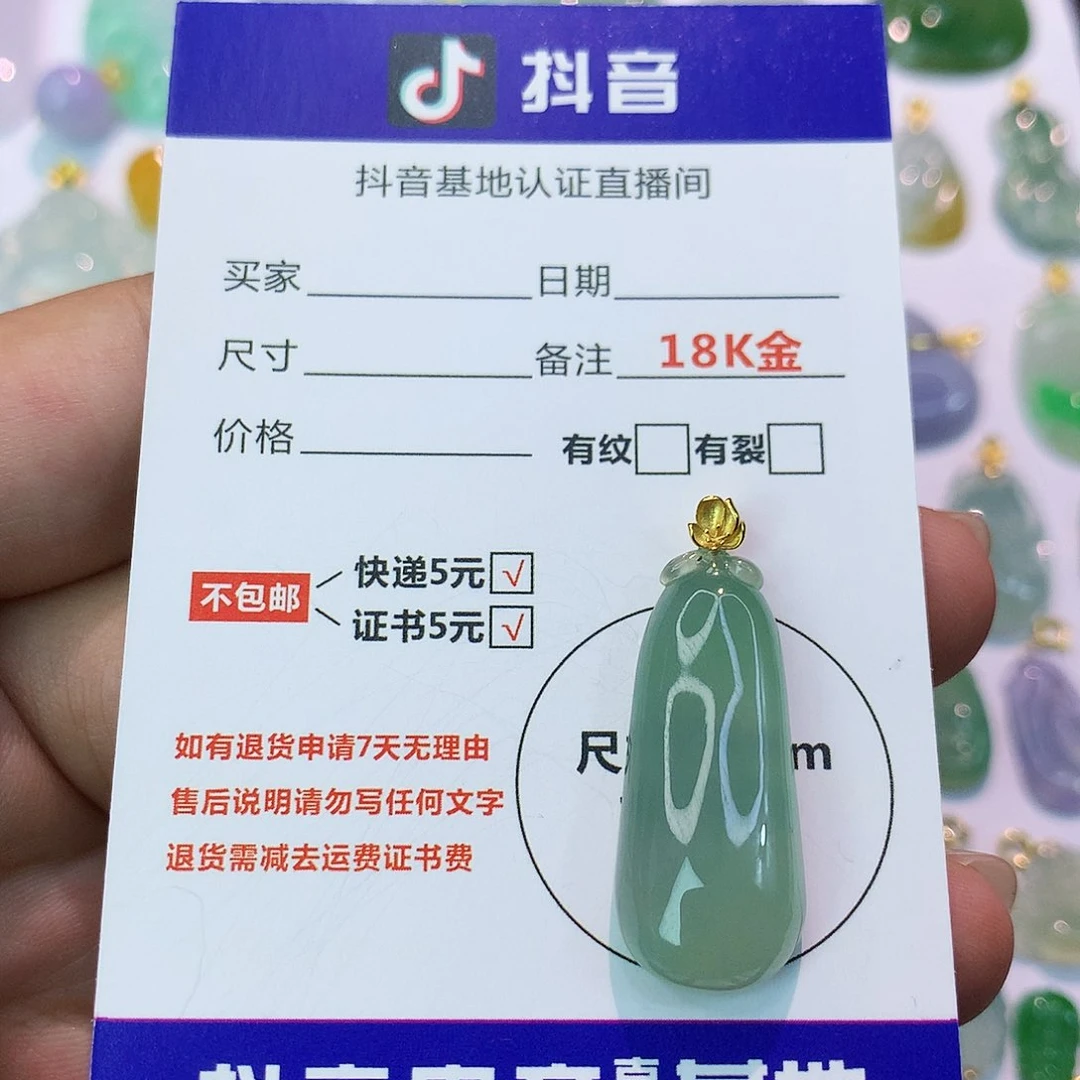 抖音
抖音基地认证直播间
买家 日期
尺寸 备注 18K金
价格 有纹 有裂
不包邮 快递5元 √
证书5元 √
如有退货申请7天无理由
售后说明请勿写任何文字
退货需减去运费证书费
尺 m